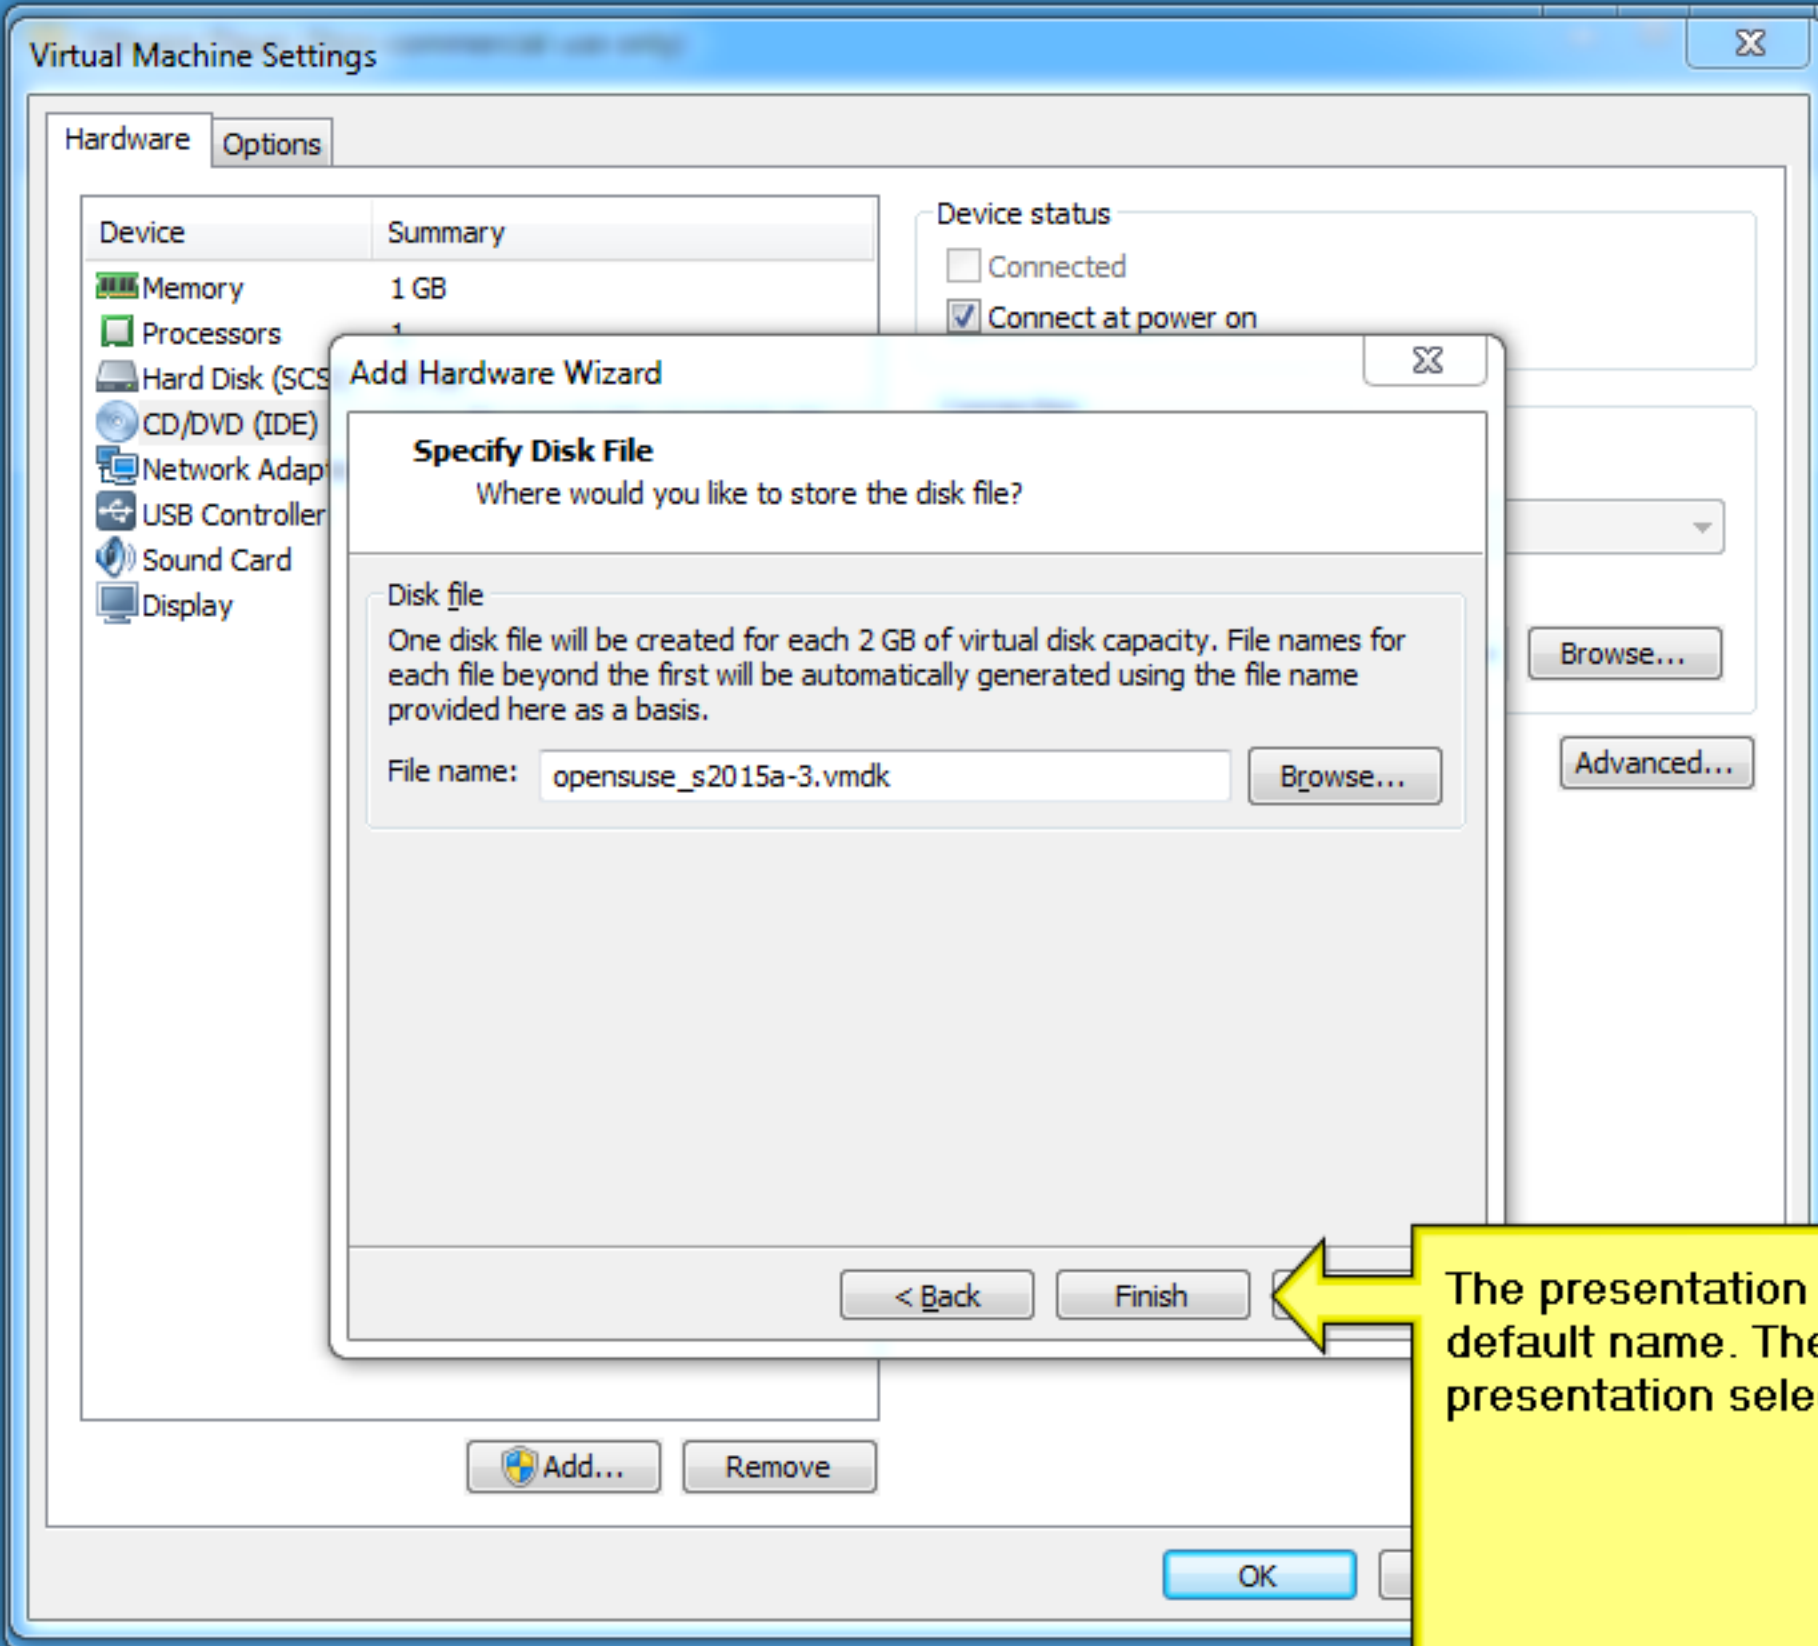 Virtual Machine Settings
Hardware
Options
Device Summary
Memory 1 GB
Processors 1
Hard Disk (SCS
CD/DVD (IDE)
Network Adap
USB Controller
Sound Card
Display
Device status
Connected
Connect at power on
Browse...
Advanced...
Add Hardware Wizard
Specify Disk File
Where would you like to store the disk file?
Disk file
One disk file will be created for each 2 GB of virtual disk capacity. File names for
each file beyond the first will be automatically generated using the file name
provided here as a basis.
File name: opensuse_s2015a-3.vmdk Browse...
< Back Finish
The presentation
default name. The
presentation sele
Add... Remove
OK